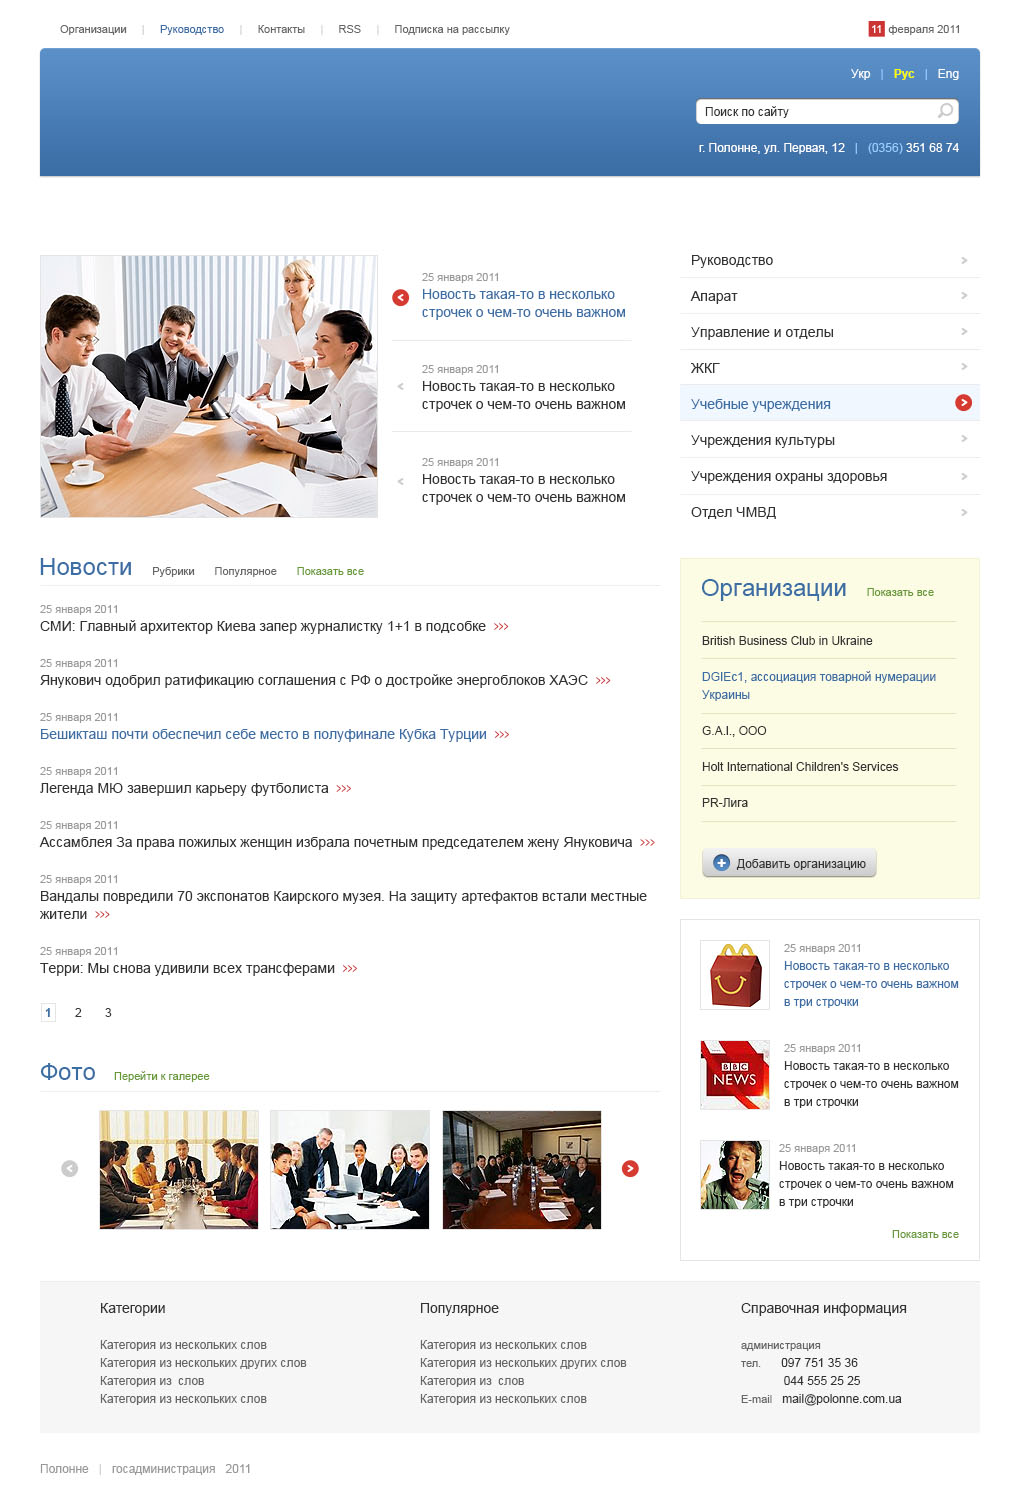 Организации | Руководство | Контакты | RSS | Подписка на рассылку
11 февраля 2011
Укр | Рус | Eng
Поиск по сайту
г. Полонне, ул. Первая, 12 | (0356) 351 68 74
25 января 2011
Новость такая-то в несколько
строчек о чем-то очень важном
25 января 2011
Новость такая-то в несколько
строчек о чем-то очень важном
25 января 2011
Новость такая-то в несколько
строчек о чем-то очень важном
Руководство
Апарат
Управление и отделы
ЖКГ
Учебные учреждения
Учреждения культуры
Учреждения охраны здоровья
Отдел ЧМВД
Новости Рубрики Популярное Показать все
25 января 2011
СМИ: Главный архитектор Киева запер журналистку 1+1 в подсобке
25 января 2011
Янукович одобрил ратификацию соглашения с РФ о достройке энергоблоков ХАЭС
25 января 2011
Бешикташ почти обеспечил себе место в полуфинале Кубка Турции
25 января 2011
Легенда МЮ завершил карьеру футболиста
25 января 2011
Ассамблея За права пожилых женщин избрала почетным председателем жену Януковича
25 января 2011
Вандалы повредили 70 экспонатов Каирского музея. На защиту артефактов встали местные
жители
25 января 2011
Терри: Мы снова удивили всех трансферами
1 2 3
Фото Перейти к галерее
Организации Показать все
British Business Club in Ukraine
DGIEc1, ассоциация товарной нумерации
Украины
G.A.I., ООО
Holt International Children's Services
PR-Лига
Добавить организацию
25 января 2011
Новость такая-то в несколько
строчек о чем-то очень важном
в три строчки
BBC
NEWS
25 января 2011
Новость такая-то в несколько
строчек о чем-то очень важном
в три строчки
25 января 2011
Новость такая-то в несколько
строчек о чем-то очень важном
в три строчки
Показать все
Категории
Категория из нескольких слов
Категория из нескольких других слов
Категория из слов
Категория из нескольких слов
Популярное
Категория из нескольких слов
Категория из нескольких других слов
Категория из слов
Категория из нескольких слов
Справочная информация
администрация
тел. 097 751 35 36
044 555 25 25
E-mail mail@polonne.com.ua
Полонне | госадминистрация 2011